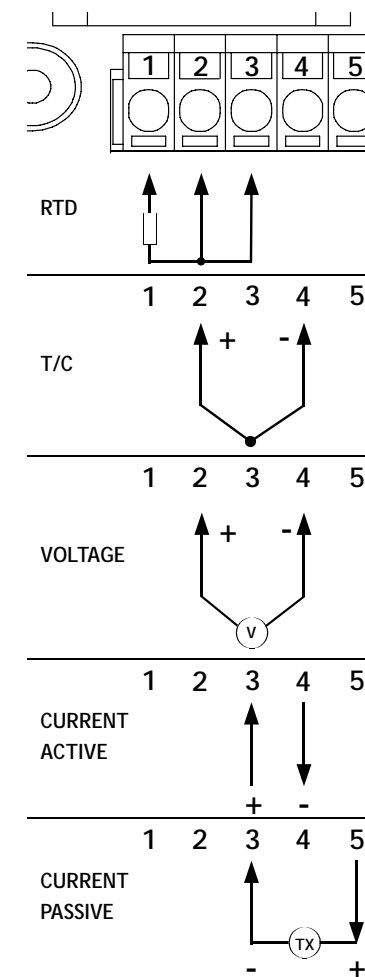 1 2 3 4 5
RTD
1 2 3 4 5
+ -
T/C
1 2 3 4 5
+ -
VOLTAGE
V
1 2 3 4 5
CURRENT
ACTIVE
+ -
1 2 3 4 5
CURRENT
PASSIVE
TX
- +